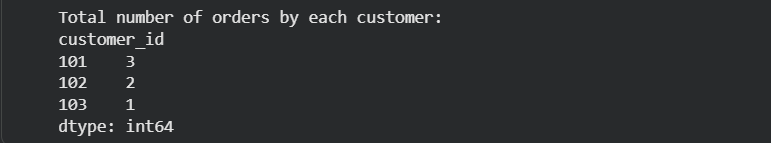 Total number of orders by each customer:
customer_id
101    3
102    2
103    1
dtype: int64